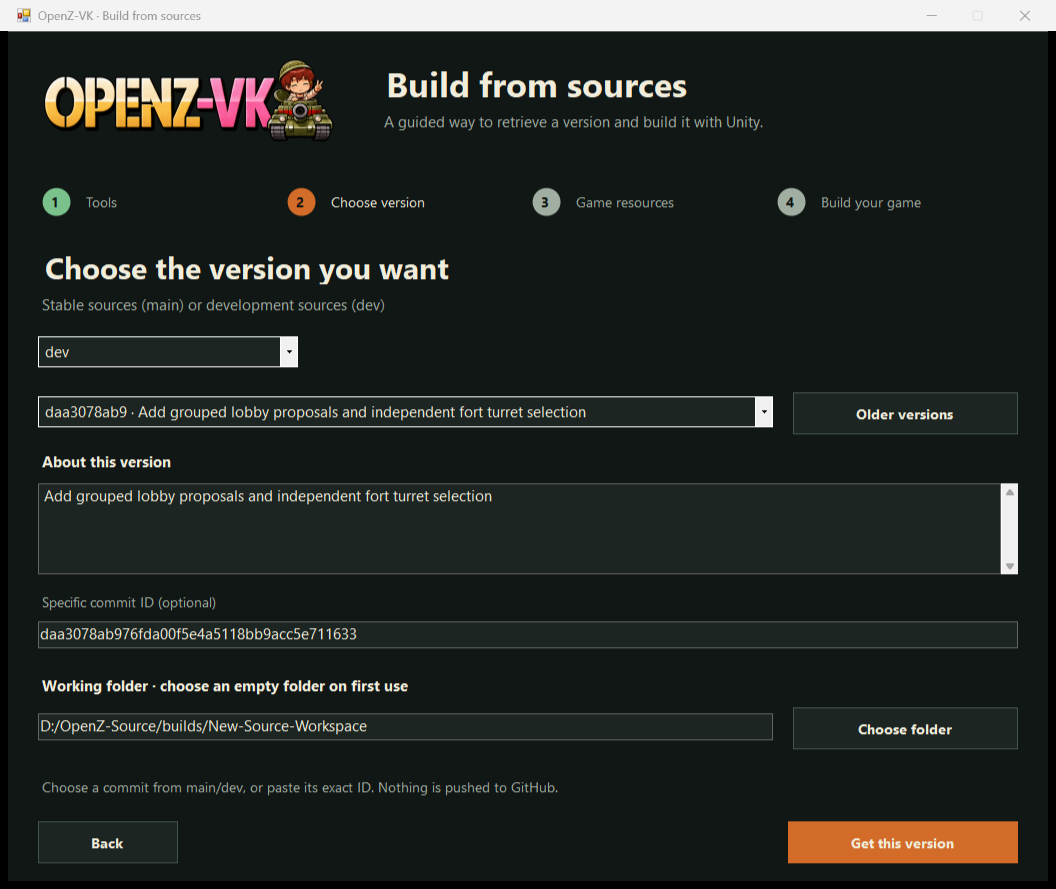 OpenZ-VK · Build from sources
OPENZ-VK
Build from sources
A guided way to retrieve a version and build it with Unity.
1 Tools
2 Choose version
3 Game resources
4 Build your game
Choose the version you want
Stable sources (main) or development sources (dev)
dev
daa3078ab9 · Add grouped lobby proposals and independent fort turret selection
Older versions
About this version
Add grouped lobby proposals and independent fort turret selection
Specific commit ID (optional)
daa3078ab976fda00f5e4a5118bb9acc5e711633
Working folder · choose an empty folder on first use
D:/OpenZ-Source/builds/New-Source-Workspace
Choose folder
Choose a commit from main/dev, or paste its exact ID. Nothing is pushed to GitHub.
Back
Get this version